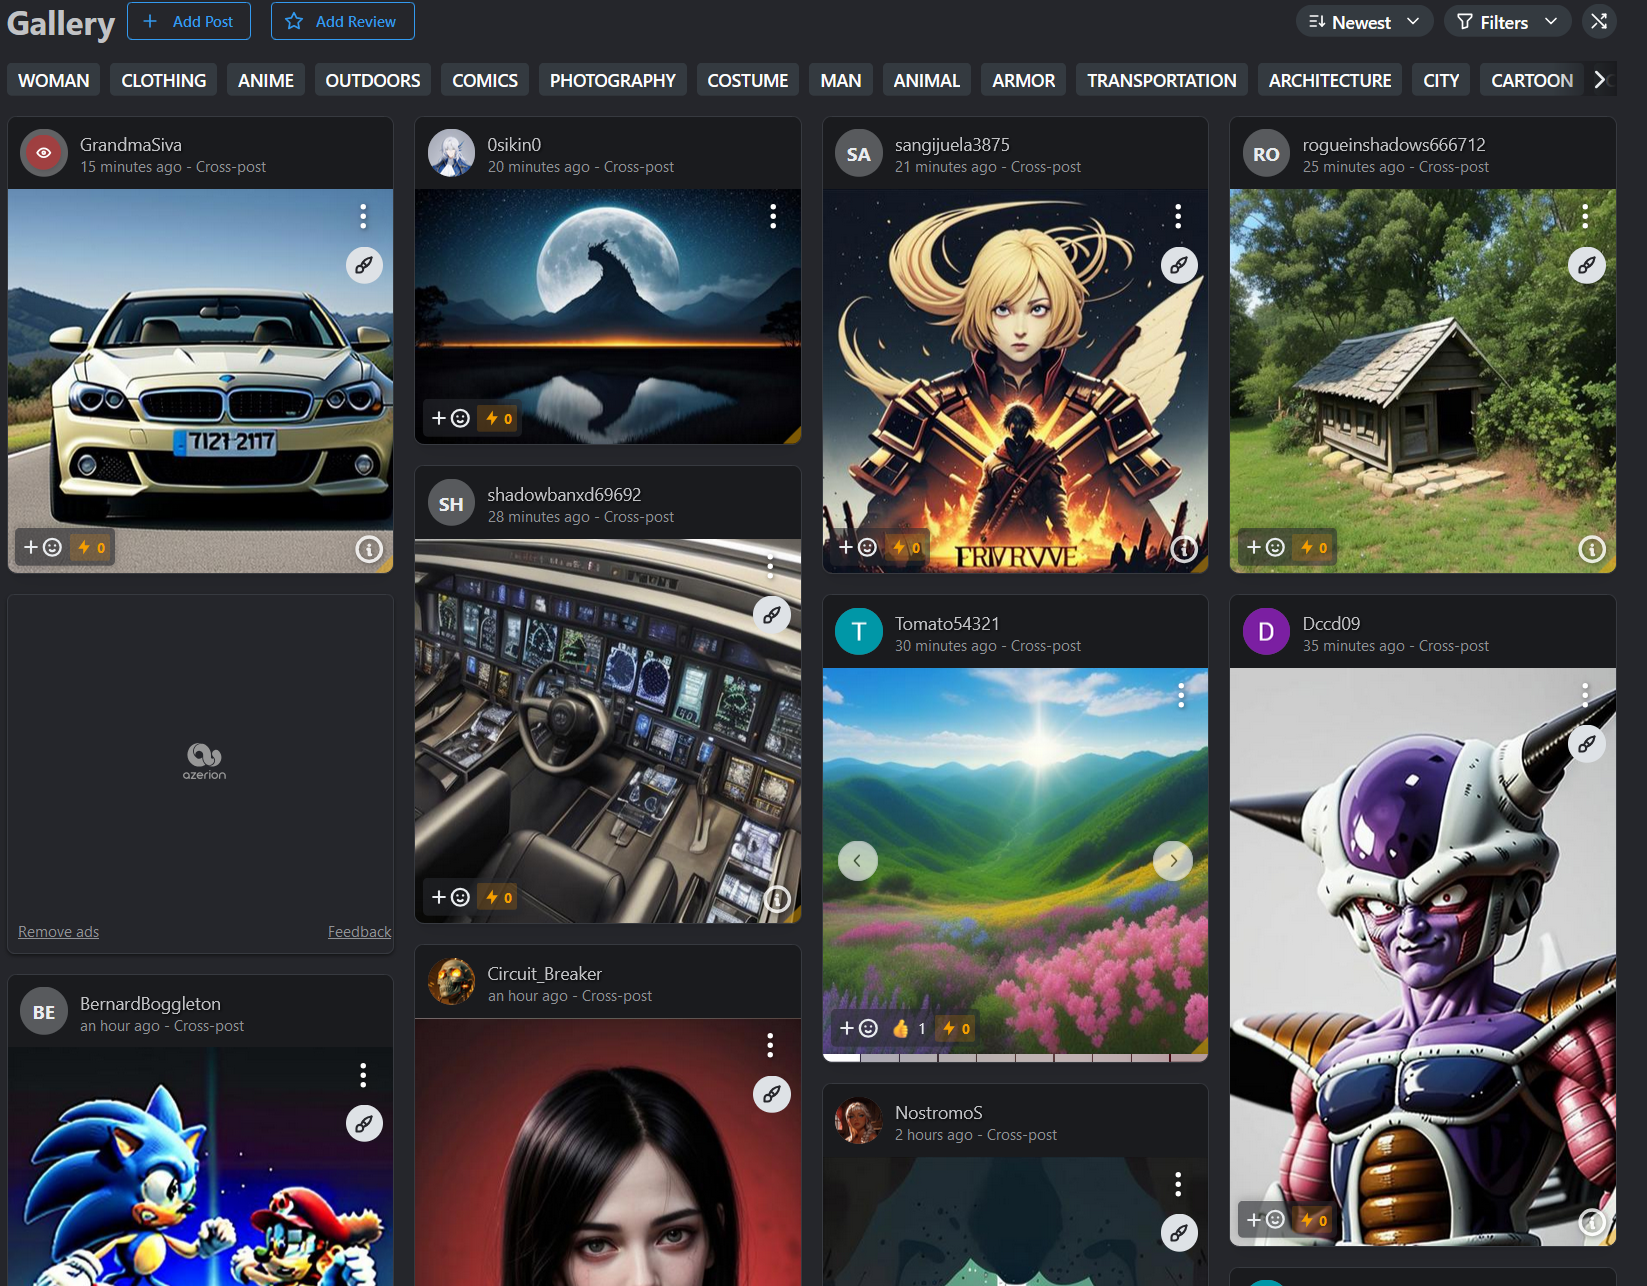 Gallery
Add Post
Add Review
Newest
Filters
WOMAN CLOTHING ANIME OUTDOORS COMICS PHOTOGRAPHY COSTUME MAN ANIMAL ARMOR TRANSPORTATION ARCHITECTURE CITY CARTOON
GrandmaSiva
15 minutes ago - Cross-post
7121-2117
0
0sikin0
20 minutes ago - Cross-post
0
SA
sangijuela3875
21 minutes ago - Cross-post
0
RO
rogueinshadows666712
25 minutes ago - Cross-post
0
azerion
Remove ads
Feedback
SH
shadowbanxd69692
28 minutes ago - Cross-post
0
T
Tomato54321
30 minutes ago - Cross-post
1
0
D
Dccd09
35 minutes ago - Cross-post
0
BE
BernardBoggleton
an hour ago - Cross-post
Circuit_Breaker
an hour ago - Cross-post
NostromoS
2 hours ago - Cross-post